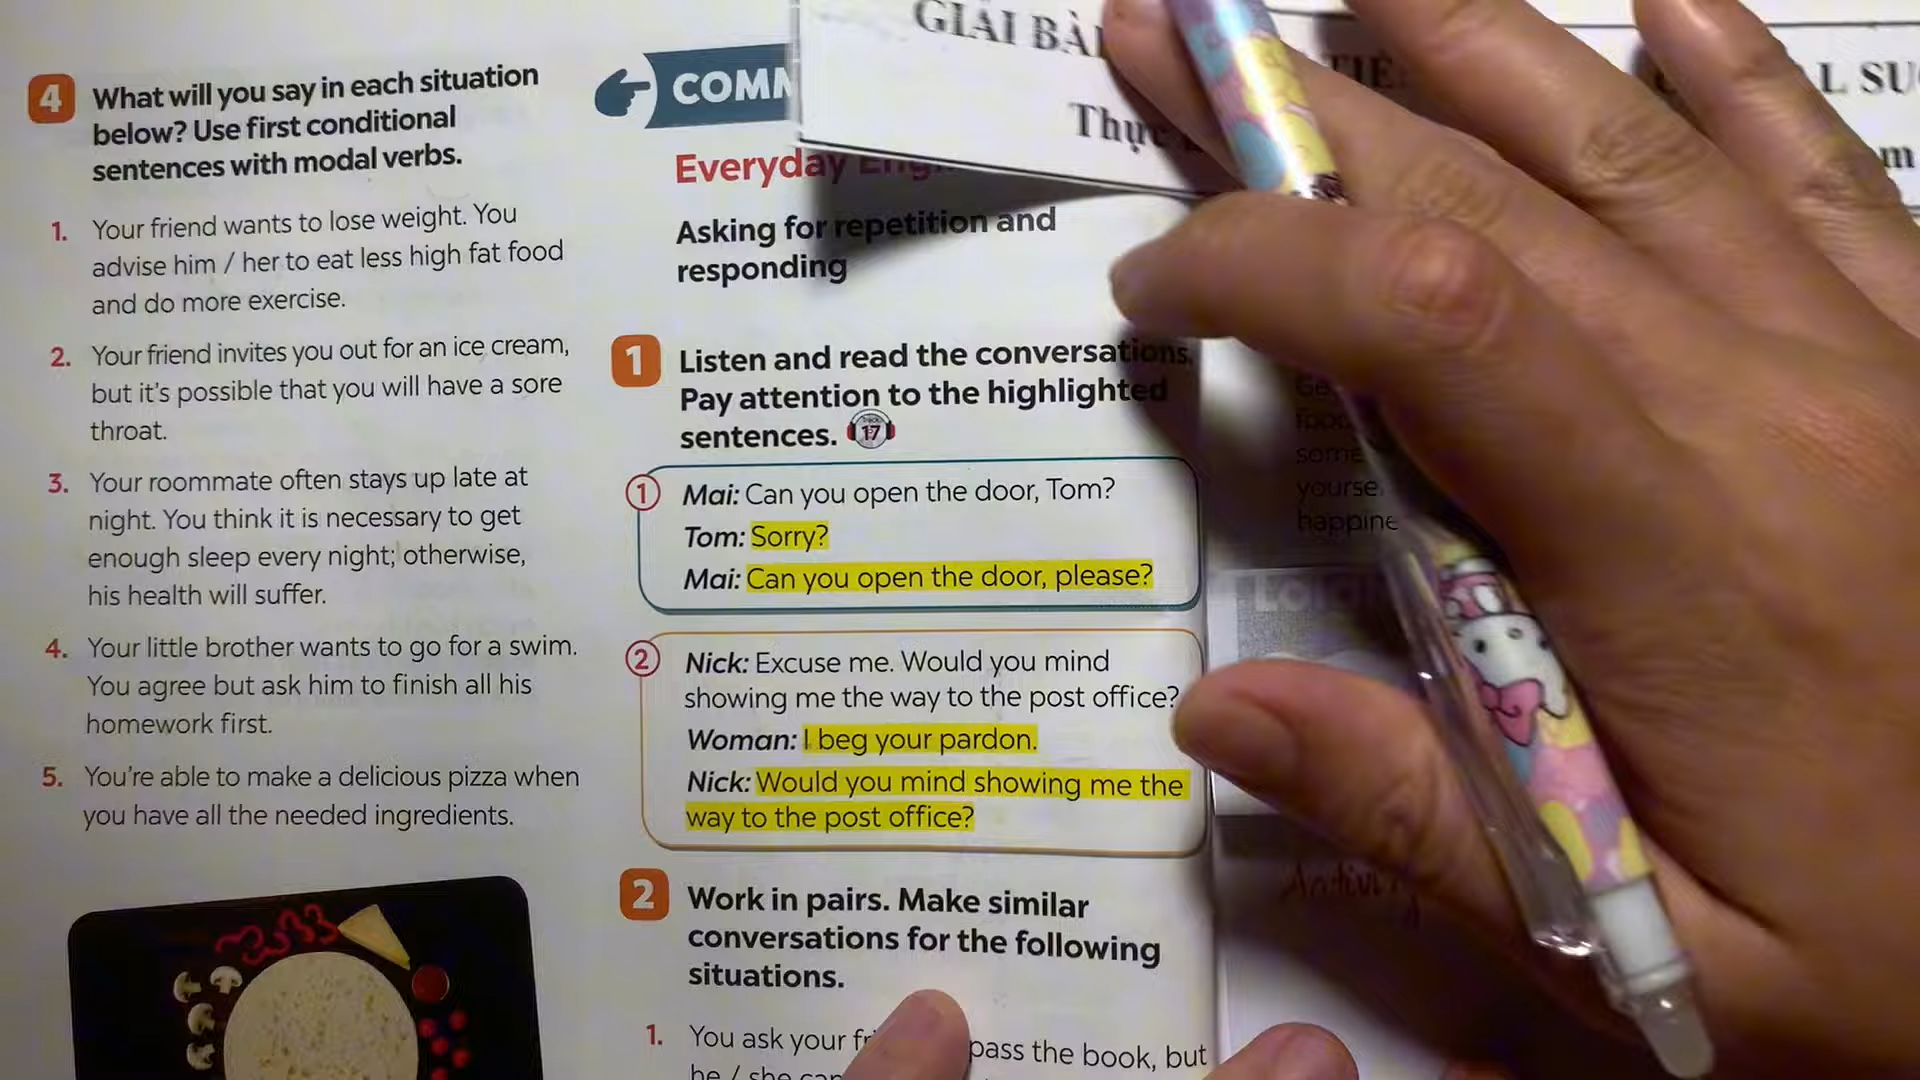 4 What will you say in each situation
below? Use first conditional
sentences with modal verbs.
1. Your friend wants to lose weight. You
advise him / her to eat less high fat food
and do more exercise.
2. Your friend invites you out for an ice cream,
but it's possible that you will have a sore
throat.
3. Your roommate often stays up late at
night. You think it is necessary to get
enough sleep every night; otherwise,
his health will suffer.
4. Your little brother wants to go for a swim.
You agree but ask him to finish all his
homework first.
5. You're able to make a delicious pizza when
you have all the needed ingredients.
COMM
Everyday
Asking for repetition and
responding
1 Listen and read the conversations.
Pay attention to the highlighted
sentences. 17
1 Mai: Can you open the door, Tom?
Tom: Sorry?
Mai: Can you open the door, please?
2 Nick: Excuse me. Would you mind
showing me the way to the post office?
Woman: I beg your pardon.
Nick: Would you mind showing me the
way to the post office?
2 Work in pairs. Make similar
conversations for the following
situations.
1. You ask your pass the book, but
he / she
GIẢI BÀ
L SU
some
happine